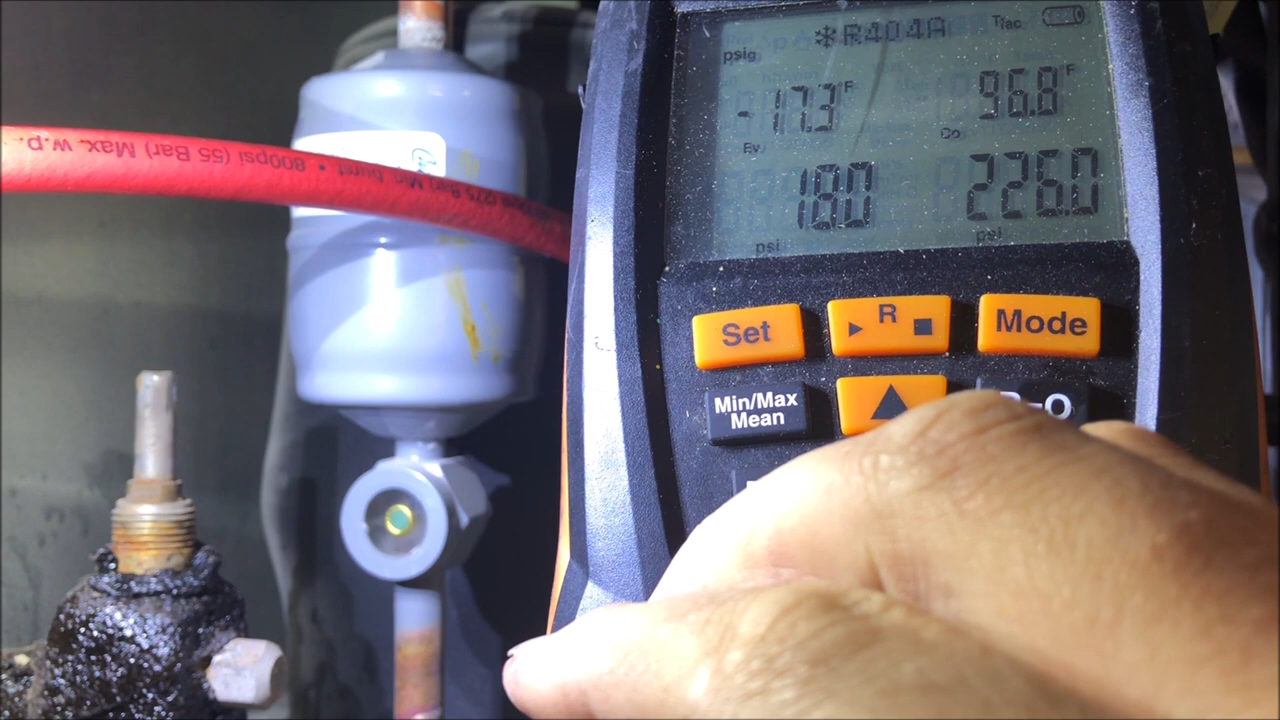 R404A
Tfac
psig
-17.3°F
96.8°F
Ev
Co
18.0
226.0
psi
psi
Set
R
Mode
Min/Max
Mean
800psi (55 Bar) Max. w.p.